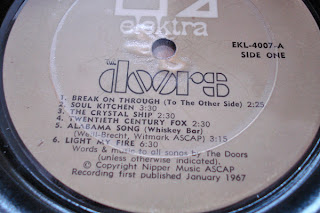 elektra
EKL-4007-A
SIDE ONE
THE
doors
1. BREAK ON THROUGH (To The Other Side) 2:25
2. SOUL KITCHEN 3:30
3. THE CRYSTAL SHIP 2:30
4. TWENTIETH CENTURY FOX 2:30
5. ALABAMA SONG (Whiskey Bar)
(Weill-Brecht, Witmark ASCAP) 3:15
6. LIGHT MY FIRE 6:30
Words & music to all songs by The Doors
(unless otherwise indicated).
© Copyright Nipper Music ASCAP
Recording first published January 1967